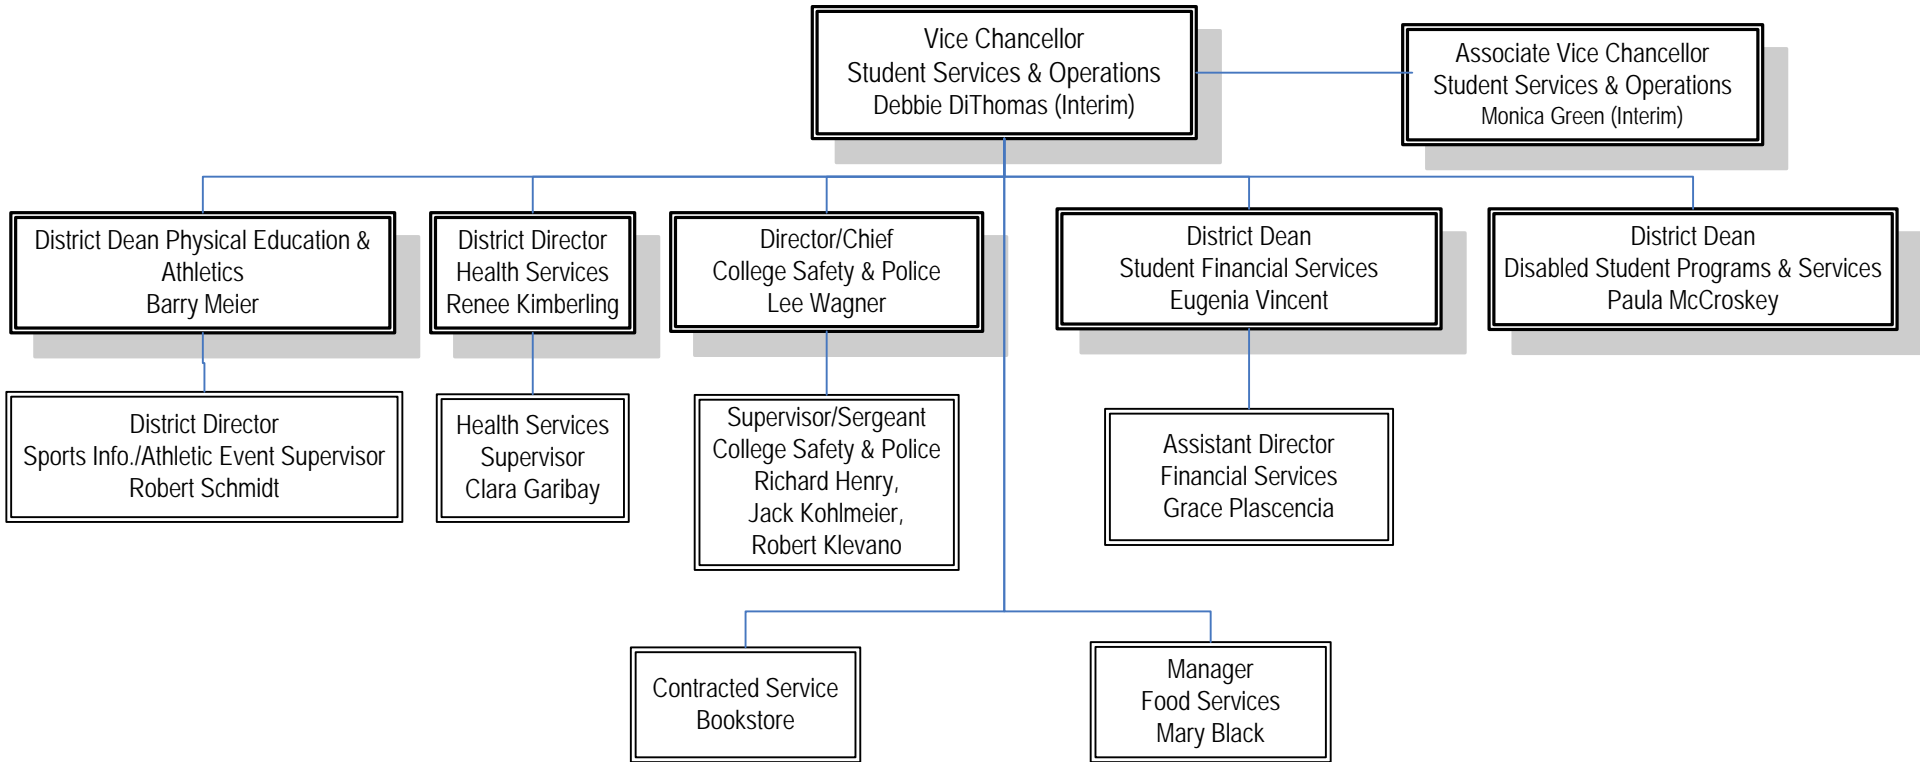 Vice Chancellor
Student Services & Operations
Debbie DiThomas (Interim)
Associate Vice Chancellor
Student Services & Operations
Monica Green (Interim)
District Dean Physical Education &
Athletics
Barry Meier
District Director
Health Services
Renee Kimberling
Director/Chief
College Safety & Police
Lee Wagner
District Dean
Student Financial Services
Eugenia Vincent
District Dean
Disabled Student Programs & Services
Paula McCroskey
District Director
Sports Info./Athletic Event Supervisor
Robert Schmidt
Health Services
Supervisor
Clara Garibay
Supervisor/Sergeant
College Safety & Police
Richard Henry,
Jack Kohlmeier,
Robert Klevano
Assistant Director
Financial Services
Grace Plascencia
Contracted Service
Bookstore
Manager
Food Services
Mary Black